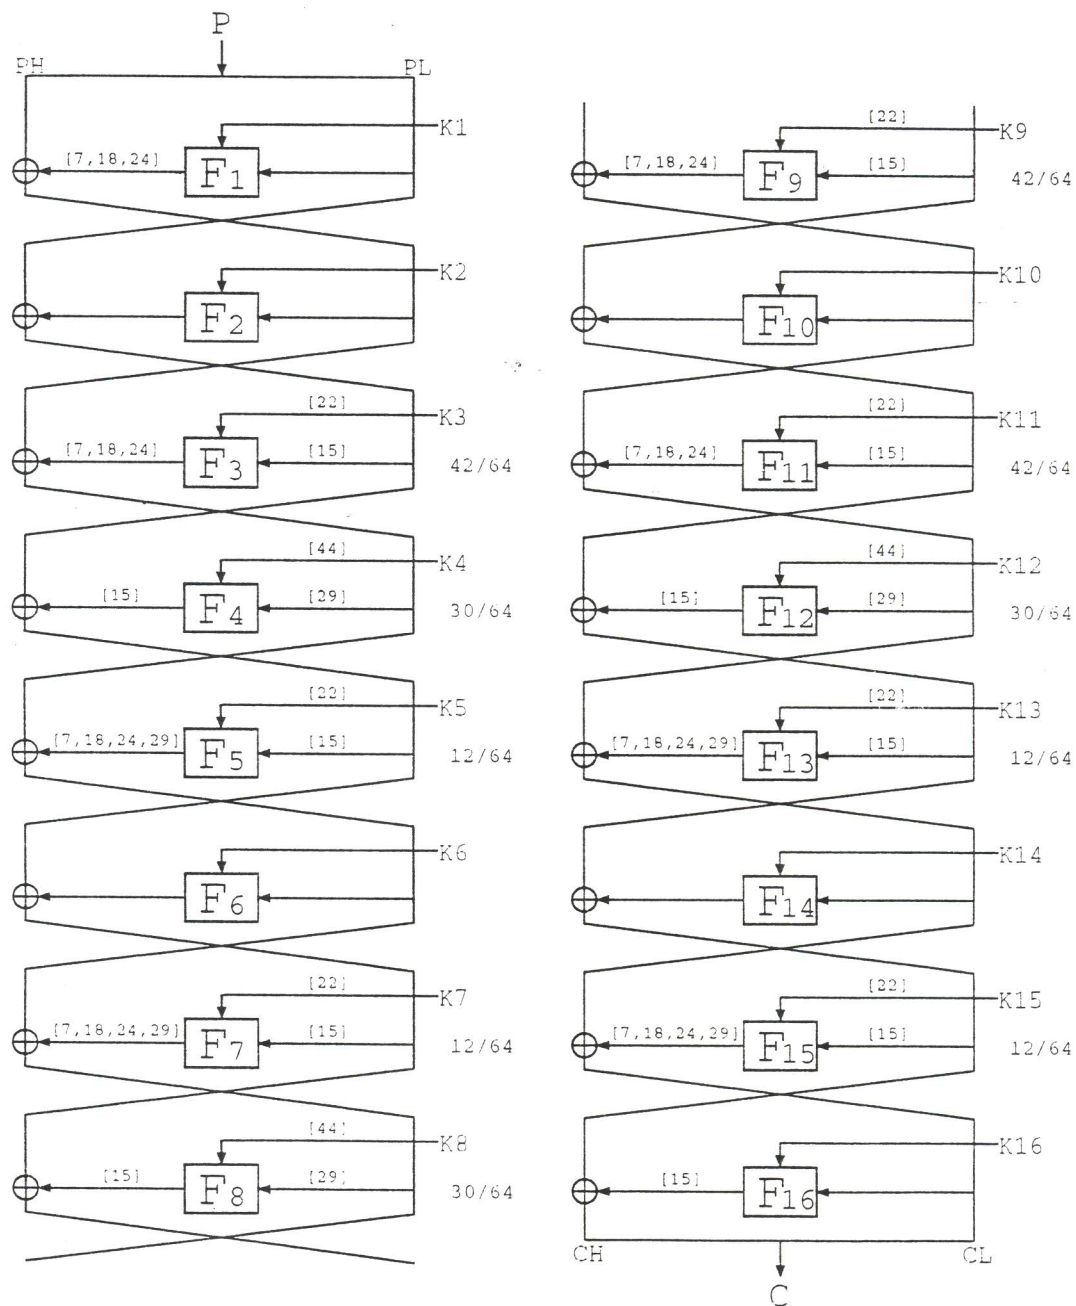 P
PH PL
K1
[7,18,24] F1
K2
F2
[22] K3
[7,18,24] F3 [15] 42/64
[44] K4
[15] F4 [29] 30/64
[22] K5
[7,18,24,29] F5 [15] 12/64
K6
F6
[22] K7
[7,18,24,29] F7 [15] 12/64
[44] K8
[15] F8 [29] 30/64
[22] K9
[7,18,24] F9 [15] 42/64
K10
F10
[22] K11
[7,18,24] F11 [15] 42/64
[44] K12
[15] F12 [29] 30/64
[22] K13
[7,18,24,29] F13 [15] 12/64
K14
F14
[22] K15
[7,18,24,29] F15 [15] 12/64
K16
[15] F16
CH CL
C